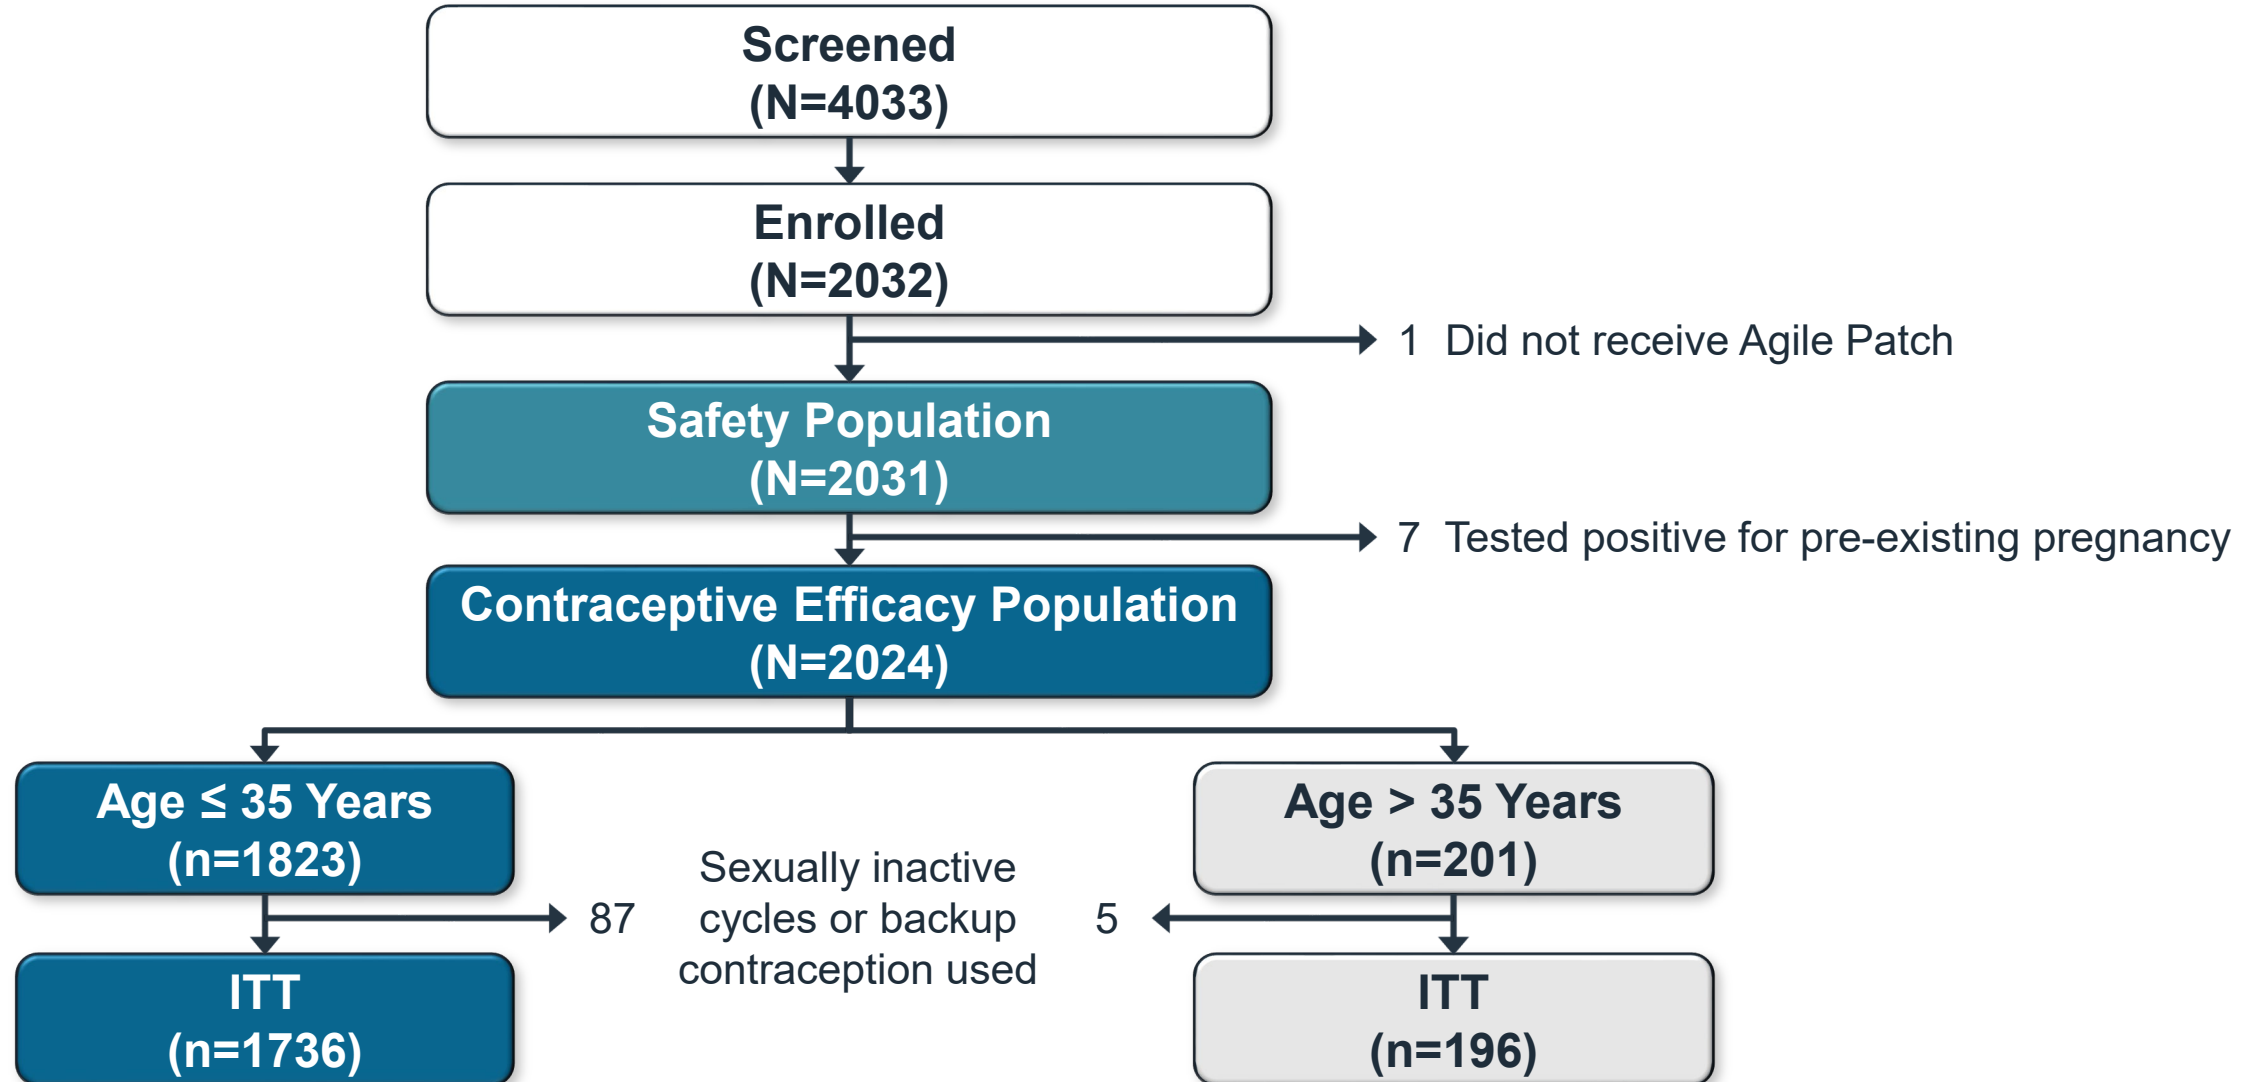 Screened
(N=4033)
Enrolled
(N=2032)
1 Did not receive Agile Patch
Safety Population
(N=2031)
7 Tested positive for pre-existing pregnancy
Contraceptive Efficacy Population
(N=2024)
Age ≤ 35 Years
(n=1823)
Age > 35 Years
(n=201)
87
Sexually inactive
cycles or backup
contraception used
5
ITT
(n=1736)
ITT
(n=196)